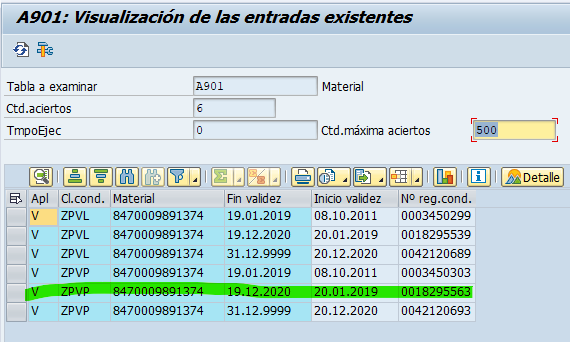 A901: Visualización de las entradas existentes
Tabla a examinar A901 Material
Ctd.aciertos 6
TmpoEjec 0 Ctd.máxima aciertos 500
Detalle
Apl Cl.cond. Material Fin validez Inicio validez Nº reg.cond.
V ZPVL 8470009891374 19.01.2019 08.10.2011 0003450299
V ZPVL 8470009891374 19.12.2020 20.01.2019 0018295539
V ZPVL 8470009891374 31.12.9999 20.12.2020 0042120689
V ZPVP 8470009891374 19.01.2019 08.10.2011 0003450303
V ZPVP 8470009891374 19.12.2020 20.01.2019 0018295563
V ZPVP 8470009891374 31.12.9999 20.12.2020 0042120693